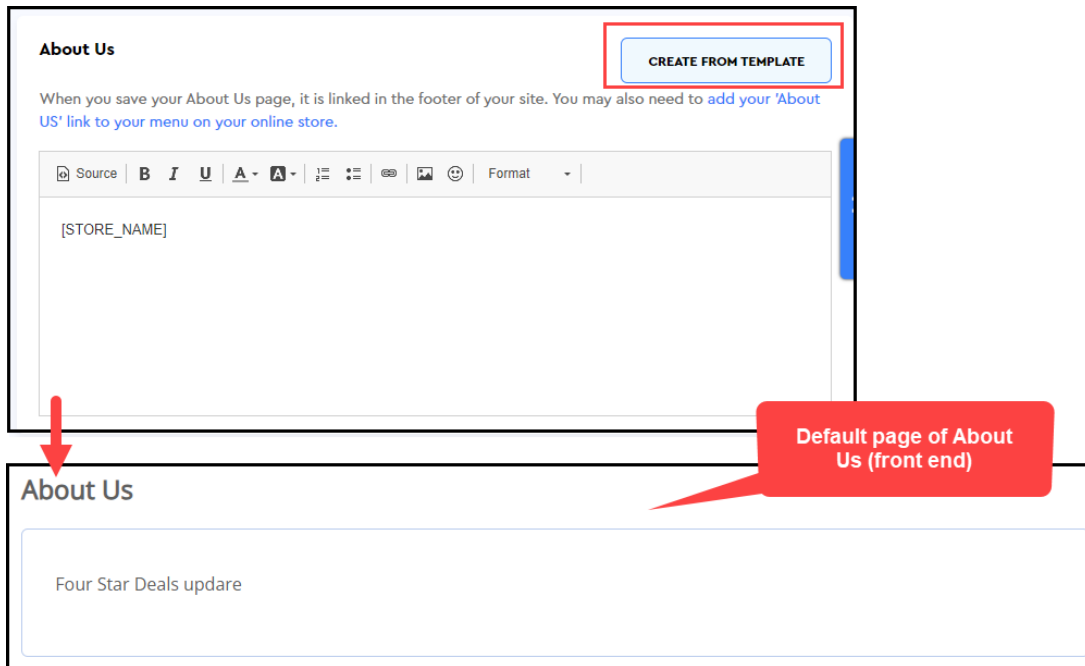 About Us
CREATE FROM TEMPLATE
When you save your About Us page, it is linked in the footer of your site. You may also need to add your 'About
US' link to your menu on your online store.
Source B I U A A Format
[STORE_NAME]
Default page of About
Us (front end)
About Us
Four Star Deals updare